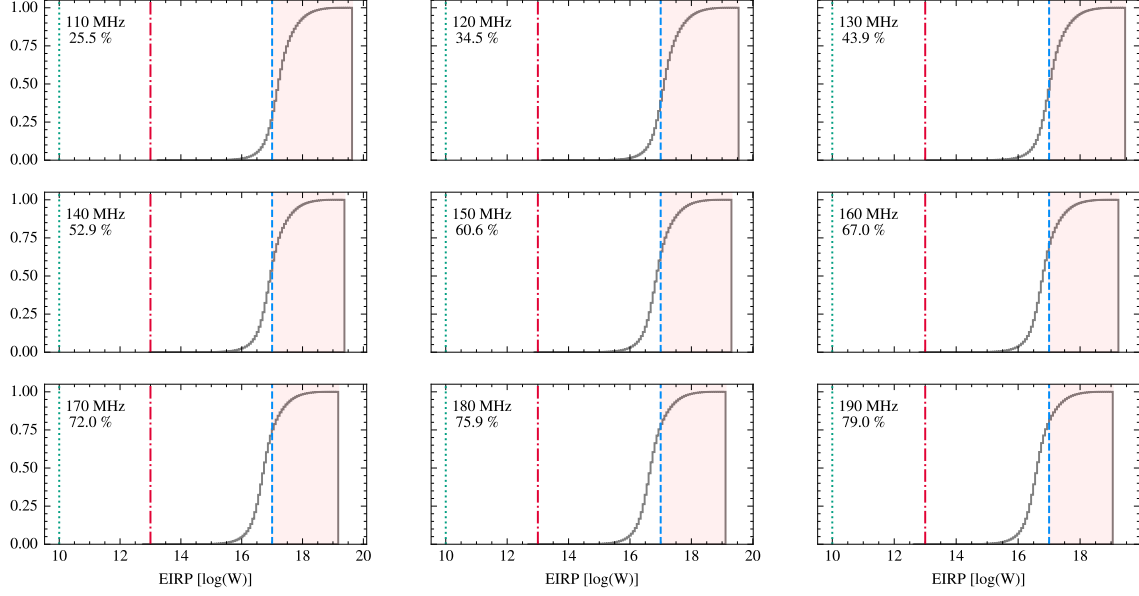 1.00
0.75
0.50
0.25
0.00
110 MHz
25.5 %
120 MHz
34.5 %
130 MHz
43.9 %
1.00
0.75
0.50
0.25
0.00
140 MHz
52.9 %
150 MHz
60.6 %
160 MHz
67.0 %
1.00
0.75
0.50
0.25
0.00
170 MHz
72.0 %
180 MHz
75.9 %
190 MHz
79.0 %
10 12 14 16 18 20
10 12 14 16 18 20
10 12 14 16 18
EIRP [log(W)]
EIRP [log(W)]
EIRP [log(W)]